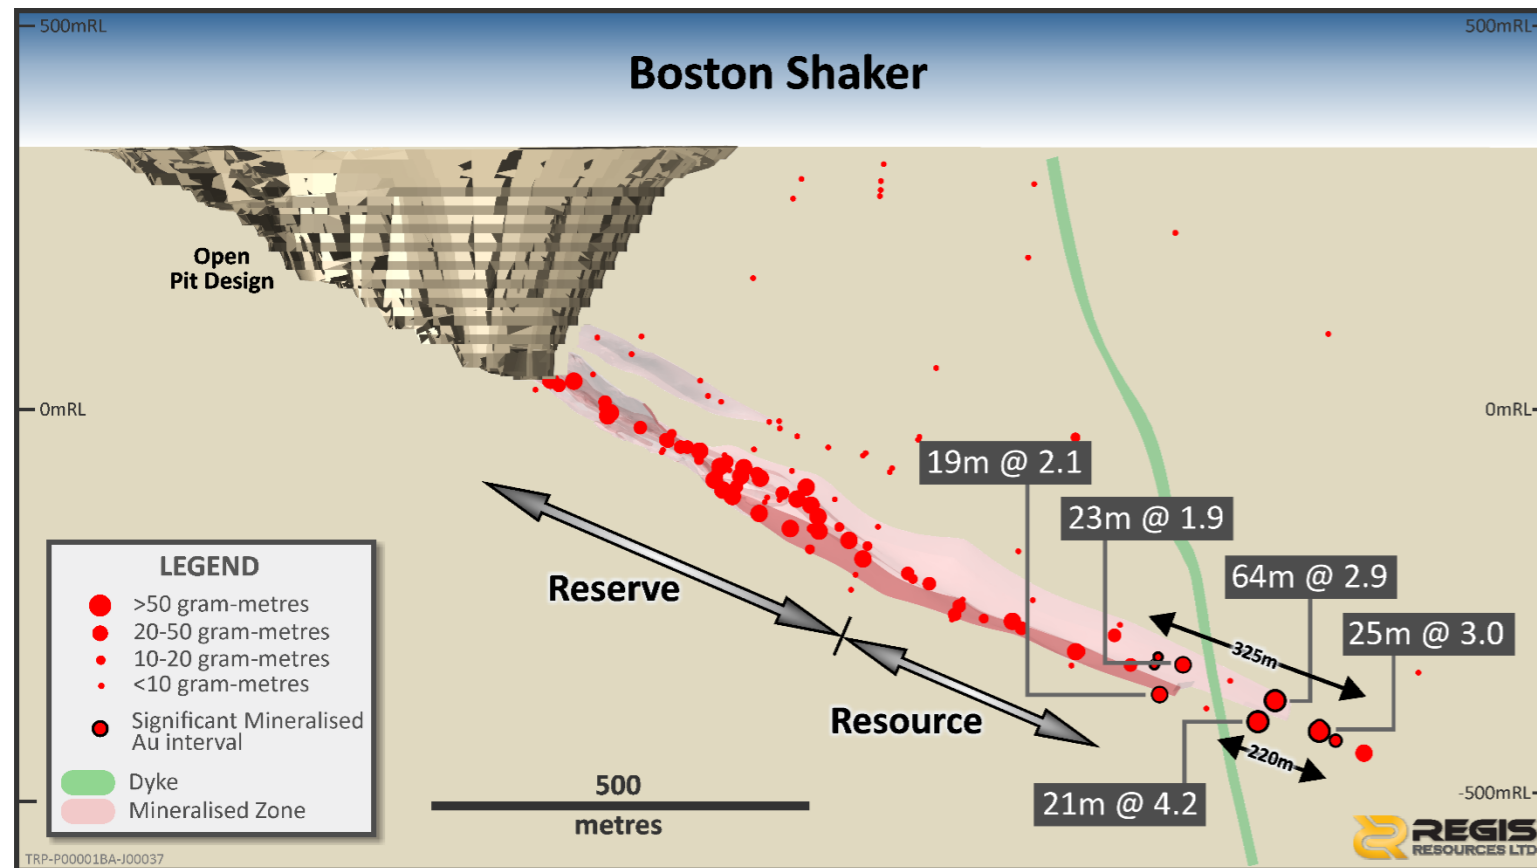 500mRL
500mRL
Boston Shaker
Open
Pit Design
0mRL
0mRL
19m @ 2.1
23m @ 1.9
64m @ 2.9
25m @ 3.0
325m
220m
21m @ 4.2
Reserve
Resource
LEGEND
>50 gram-metres
20-50 gram-metres
10-20 gram-metres
<10 gram-metres
Significant Mineralised
Au interval
Dyke
Mineralised Zone
500
metres
-500mRL
REGIS
RESOURCES LTD
TRP-P00001BA-J00037